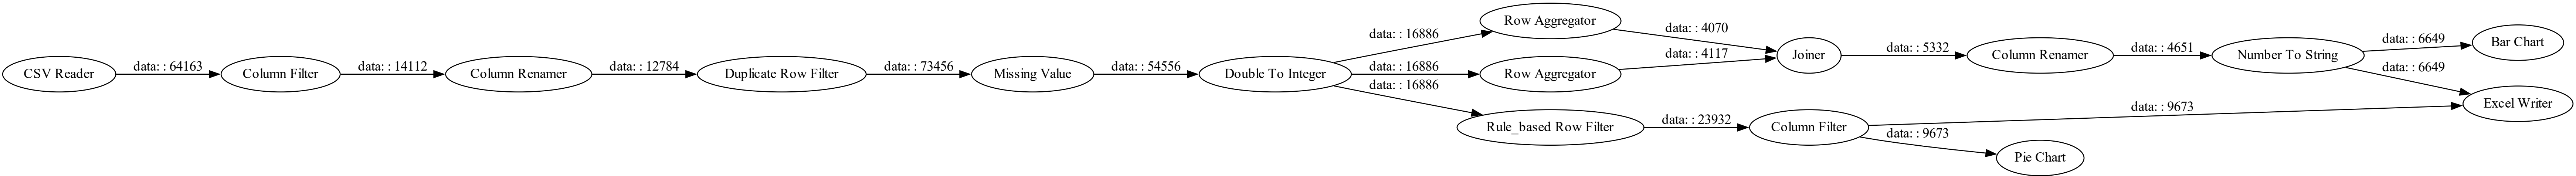 CSV Reader
data: : 64163
Column Filter
data: : 14112
Column Renamer
data: : 12784
Duplicate Row Filter
data: : 73456
Missing Value
data: : 54556
Double To Integer
data: : 16886
Row Aggregator
data: : 4070
data: : 16886
Row Aggregator
data: : 4117
data: : 16886
Rule_based Row Filter
data: : 23932
Column Filter
Joiner
data: : 5332
Column Renamer
data: : 4651
Number To String
data: : 6649
Bar Chart
data: : 6649
Excel Writer
data: : 9673
data: : 9673
Pie Chart